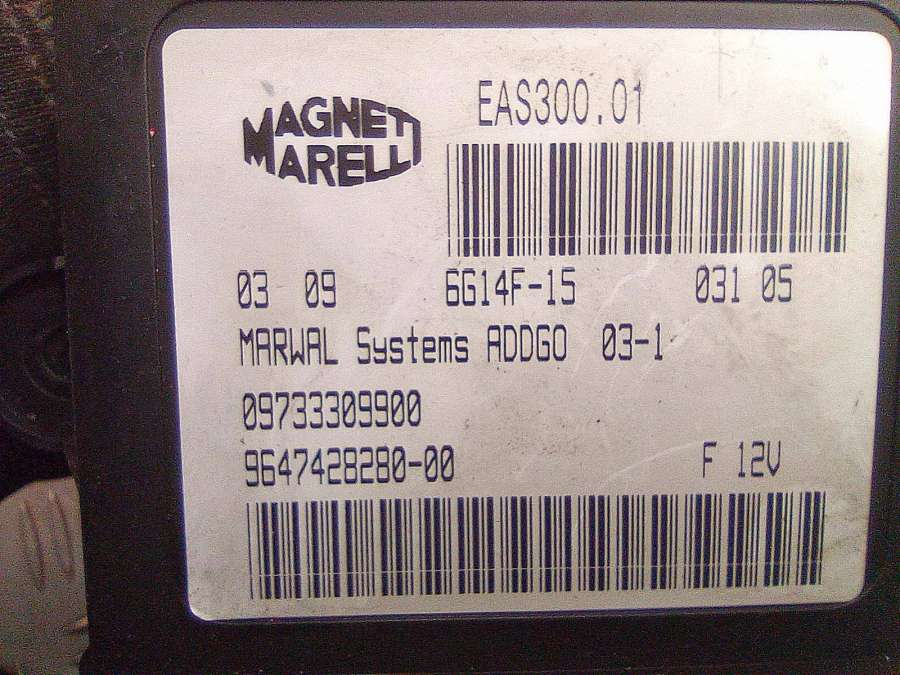 MAGNETI
MARELLI
EAS300.01
03 09 6G14F-15 031 05
MARWAL Systems ADDGO 03-1
09733309900
9647428280-00 F 12V